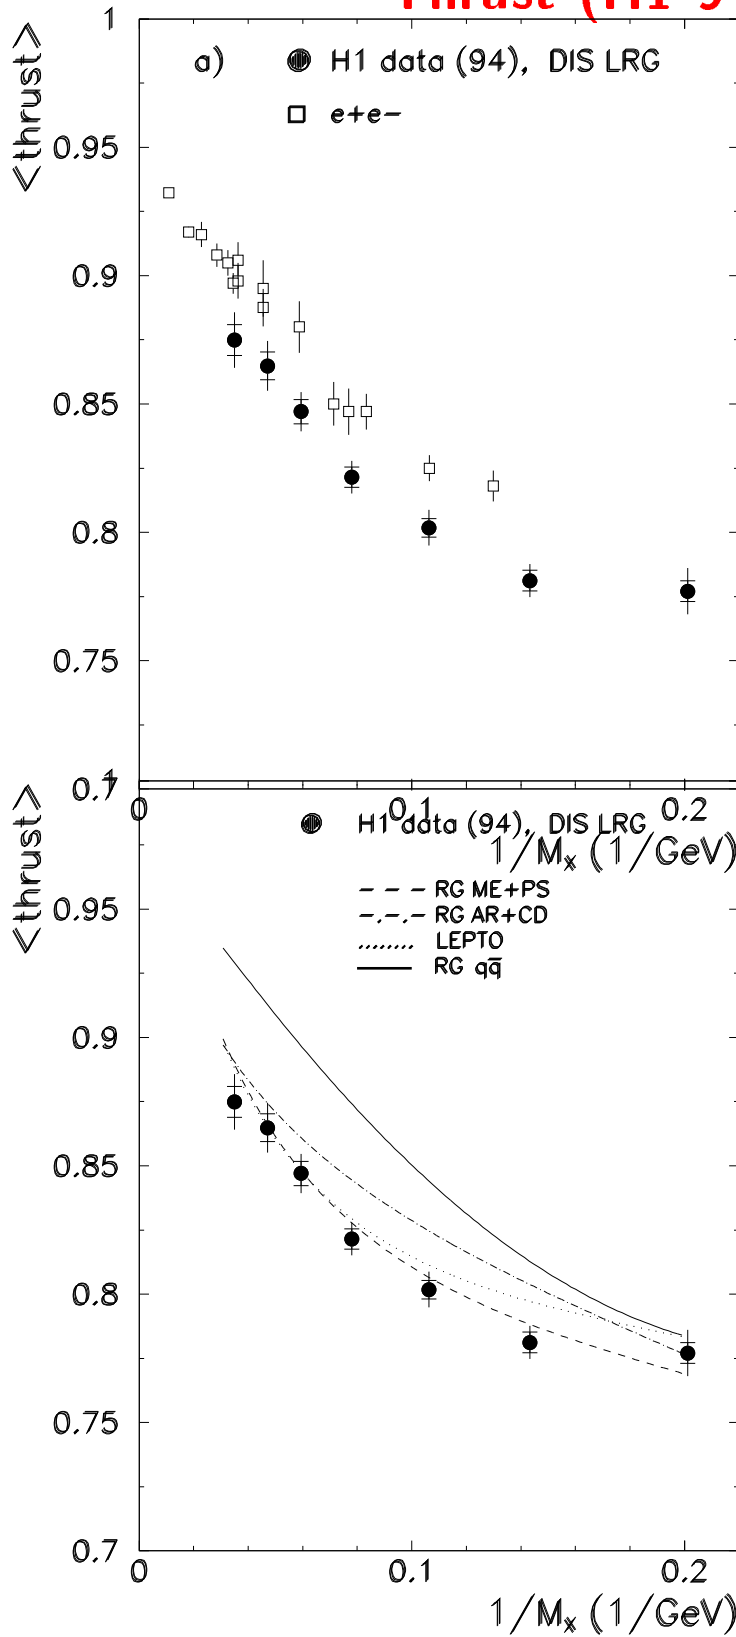 Thrust (H1 9
1
a) H1 data (94), DIS LRG
<thrust>
e+e−
0.95
0.9
0.85
0.8
0.75
0.7
0 0.1 0.2
1/Mx (1/GeV)
1
H1 data (94), DIS LRG
<thrust>
RG ME+PS
RG AR+CD
LEPTO
RG qq̅
0.95
0.9
0.85
0.8
0.75
0.7
0 0.1 0.2
1/Mx (1/GeV)